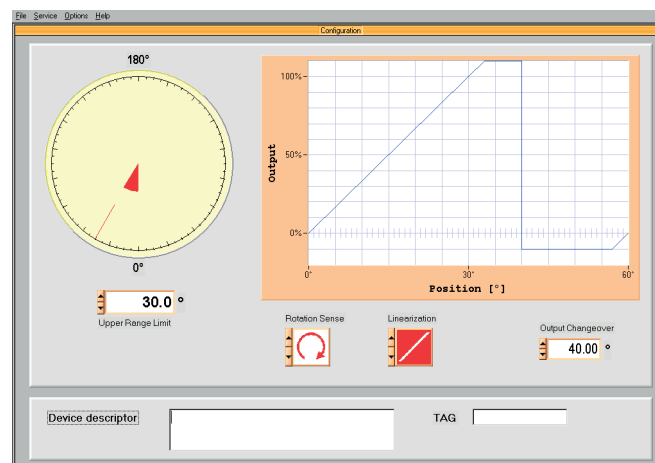 File Service Options Help
Configuration
180°
0°
30.0 °
Upper Range Limit
100%
50%
0%
Output
0° 30° 60°
Position [°]
Rotation Sense
Linearization
Output Changeover
40.00 °
Device descriptor
TAG